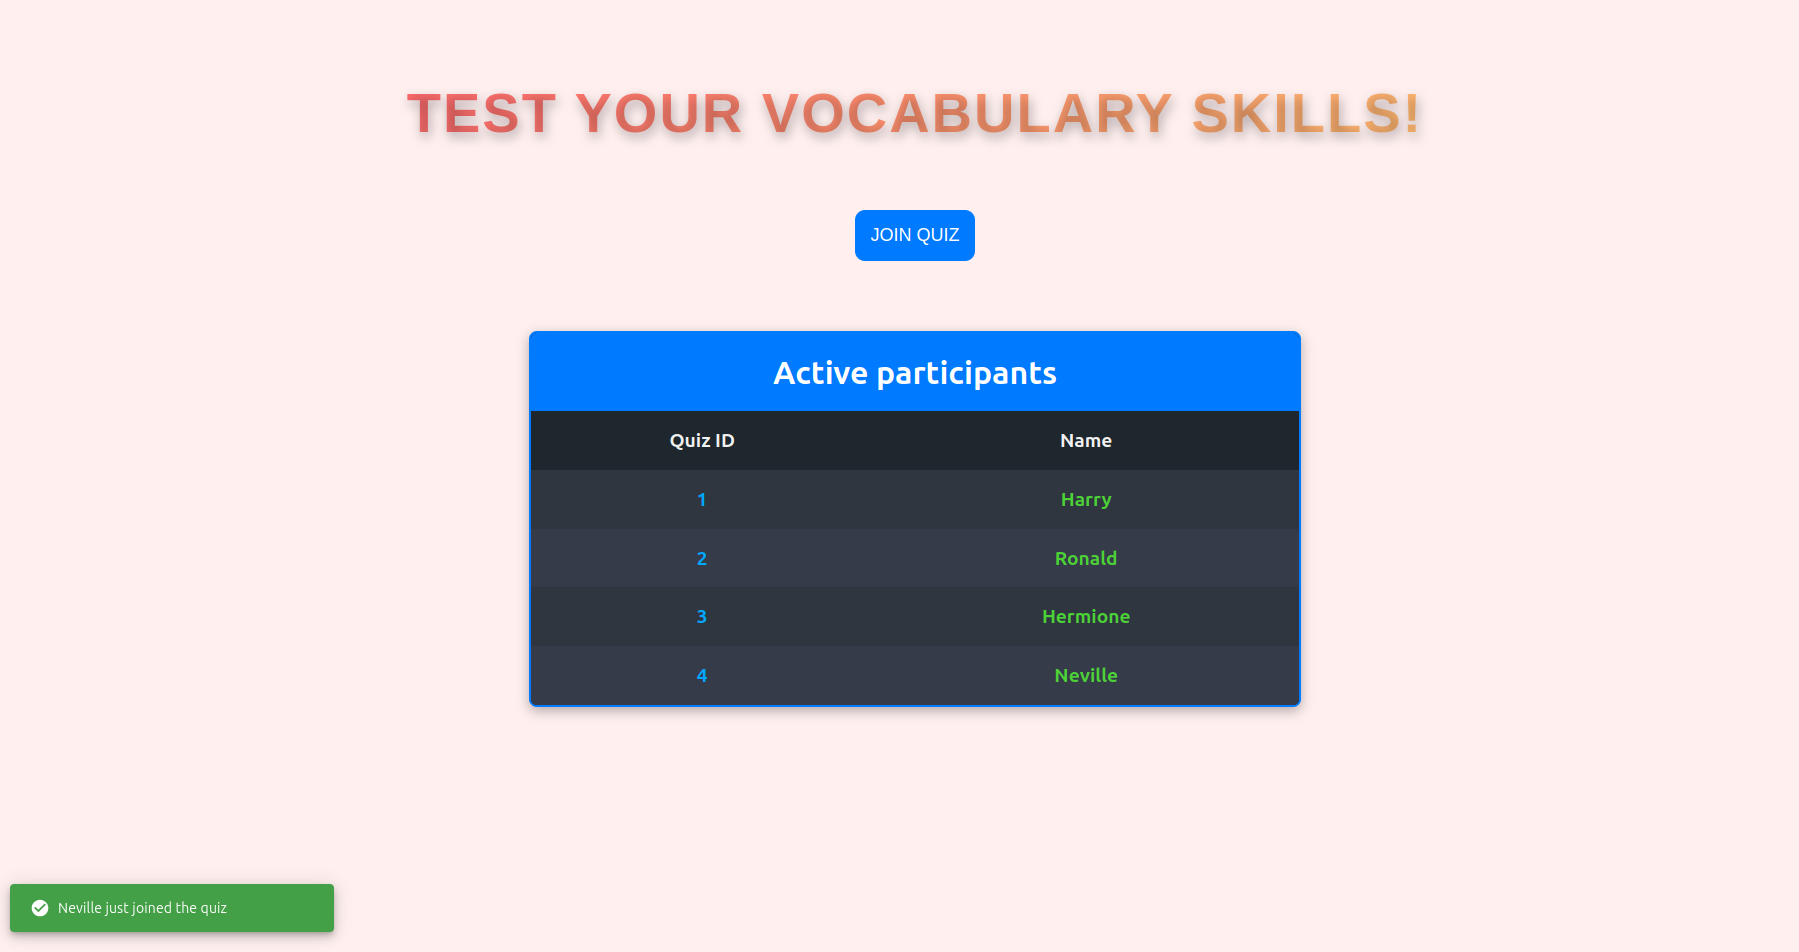 TEST YOUR VOCABULARY SKILLS!
JOIN QUIZ
Active participants
Quiz ID Name
1 Harry
2 Ronald
3 Hermione
4 Neville
Neville just joined the quiz